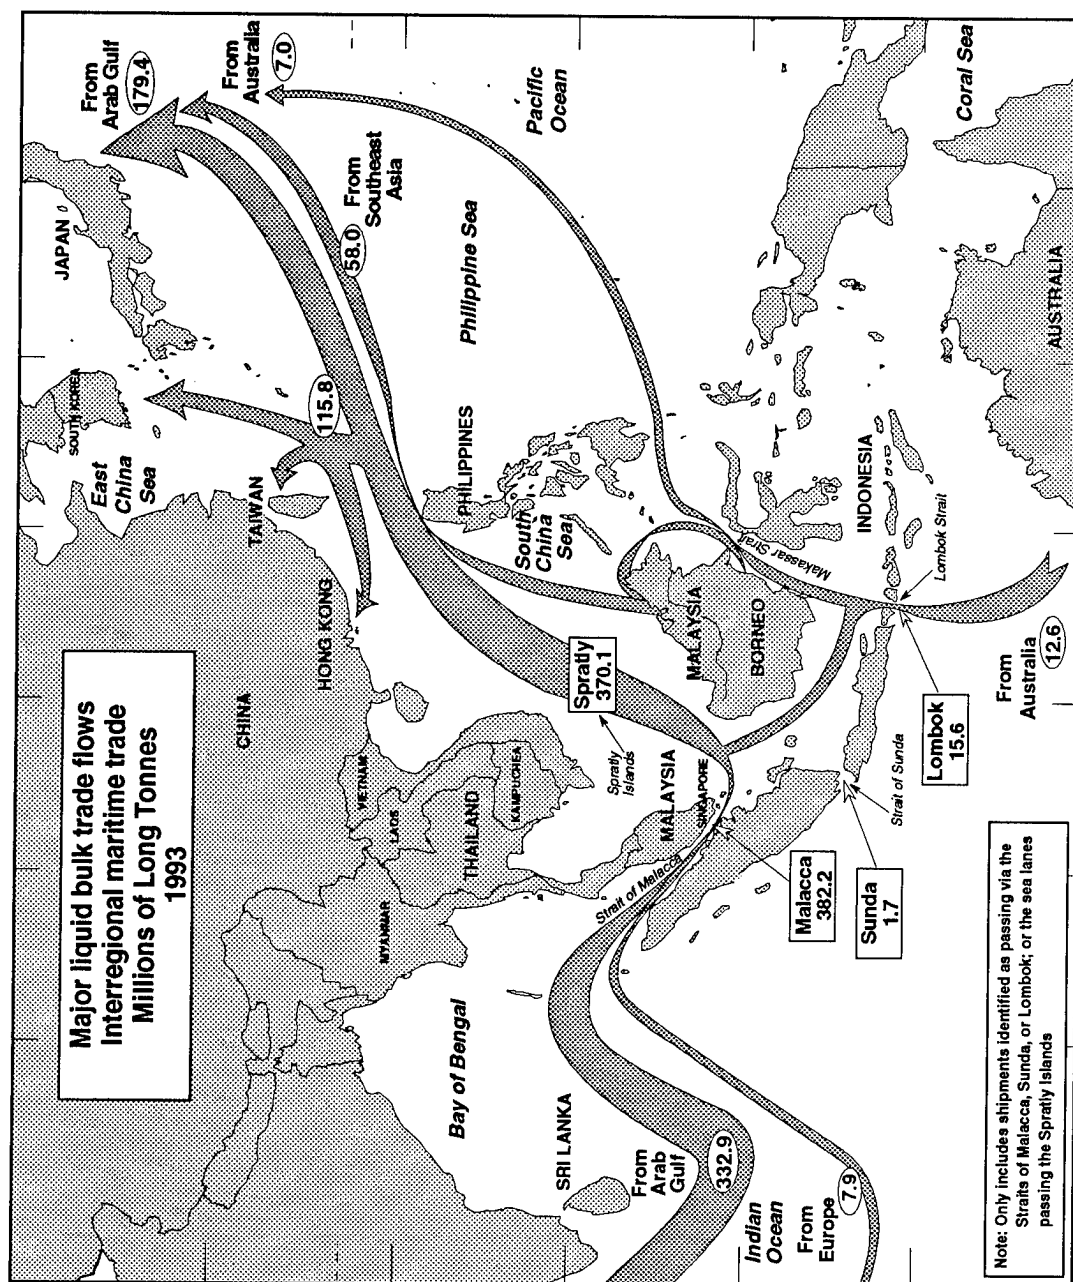 Major liquid bulk trade flows
Interregional maritime trade
Millions of Long Tonnes
1993
From
Arab Gulf
179.4
From
Australia
7.0
JAPAN
SOUTH KOREA
East
China
Sea
115.8
58.0
From
Southeast
Asia
Pacific
Ocean
Philippine Sea
CHINA
TAIWAN
HONG KONG
PHILIPPINES
South
China
Sea
Spratly
370.1
Spratly
Islands
VIETNAM
LAOS
THAILAND
KAMPUCHEA
MYANMAR
MALAYSIA
SINGAPORE
Strait of Malacca
MALAYSIA
BORNEO
Makassar Strait
INDONESIA
Lombok Strait
Coral Sea
AUSTRALIA
From
Australia
12.6
Lombok
15.6
Strait of Sunda
Malacca
382.2
Sunda
1.7
Bay of Bengal
SRI LANKA
From
Arab
Gulf
332.9
Indian
Ocean
From
Europe
7.9
Note: Only includes shipments identified as passing via the
Straits of Malacca, Sunda, or Lombok; or the sea lanes
passing the Spratly Islands